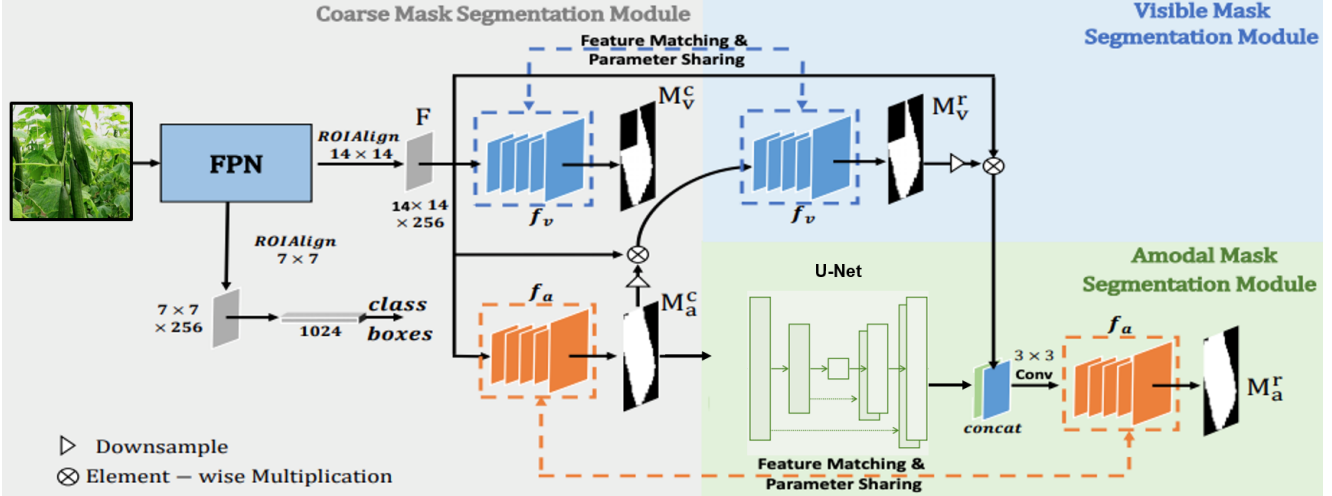 Coarse Mask Segmentation Module
Visible Mask
Segmentation Module
Feature Matching &
Parameter Sharing
FPN
ROIAlign
14 × 14
F
14× 14
× 256
f_v
M_v^c
f_v
M_v^r
ROIAlign
7 × 7
7 × 7
× 256
1024
class
boxes
f_a
M_a^c
U-Net
Amodal Mask
Segmentation Module
3 × 3
Conv
concat
f_a
M_a^r
Feature Matching &
Parameter Sharing
Downsample
Element − wise Multiplication